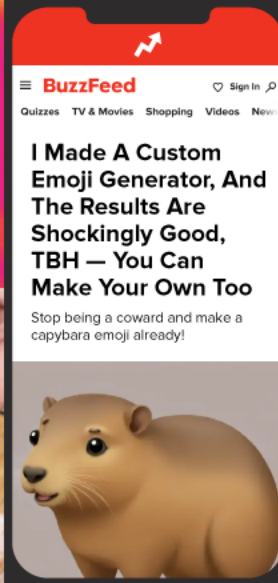 BuzzFeed
Sign In
Quizzes TV & Movies Shopping Videos News
I Made A Custom
Emoji Generator, And
The Results Are
Shockingly Good,
TBH — You Can
Make Your Own Too
Stop being a coward and make a
capybara emoji already!